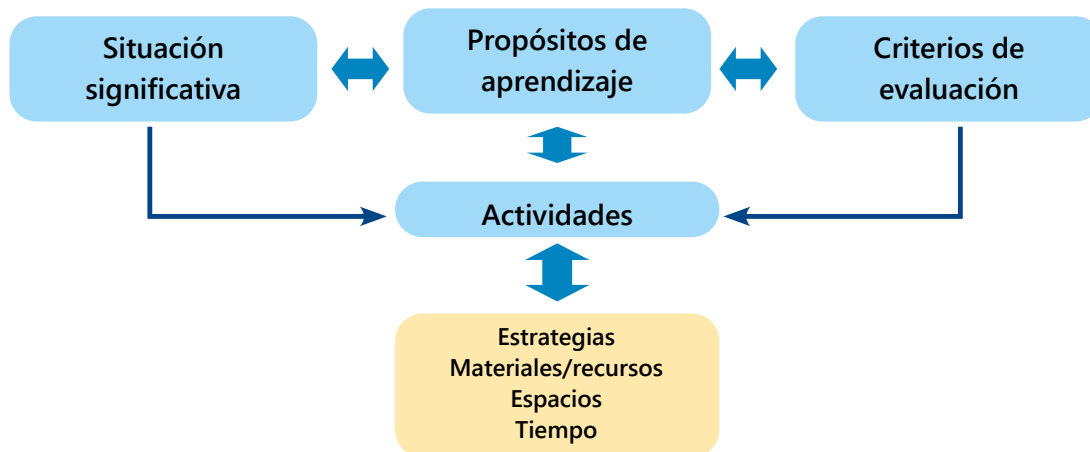 Situación
significativa
Propósitos de
aprendizaje
Criterios de
evaluación
Actividades
Estrategias
Materiales/recursos
Espacios
Tiempo